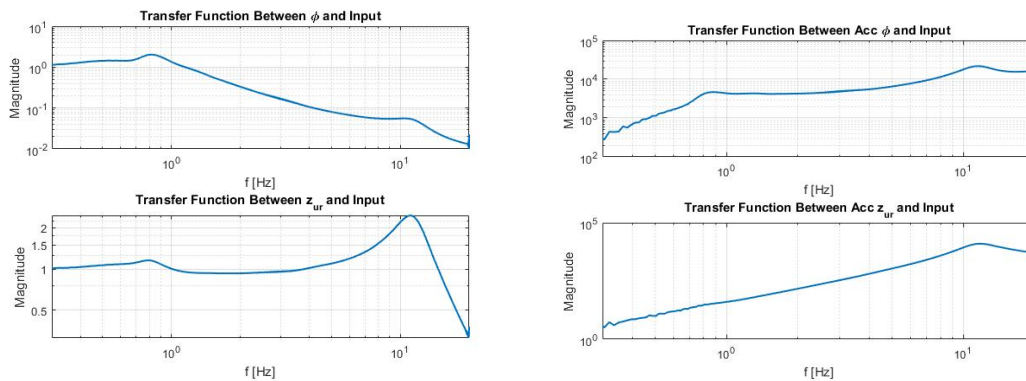 Transfer Function Between ϕ and Input
10^1
10^0
10^-1
10^-2
Magnitude
10^0
10^1
f [Hz]
Transfer Function Between z_ur and Input
2
1.5
1
0.5
Magnitude
10^0
10^1
f [Hz]
Transfer Function Between Acc ϕ and Input
10^5
10^4
10^3
10^2
Magnitude
10^0
10^1
f [Hz]
Transfer Function Between Acc z_ur and Input
10^5
10^0
Magnitude
10^0
10^1
f [Hz]